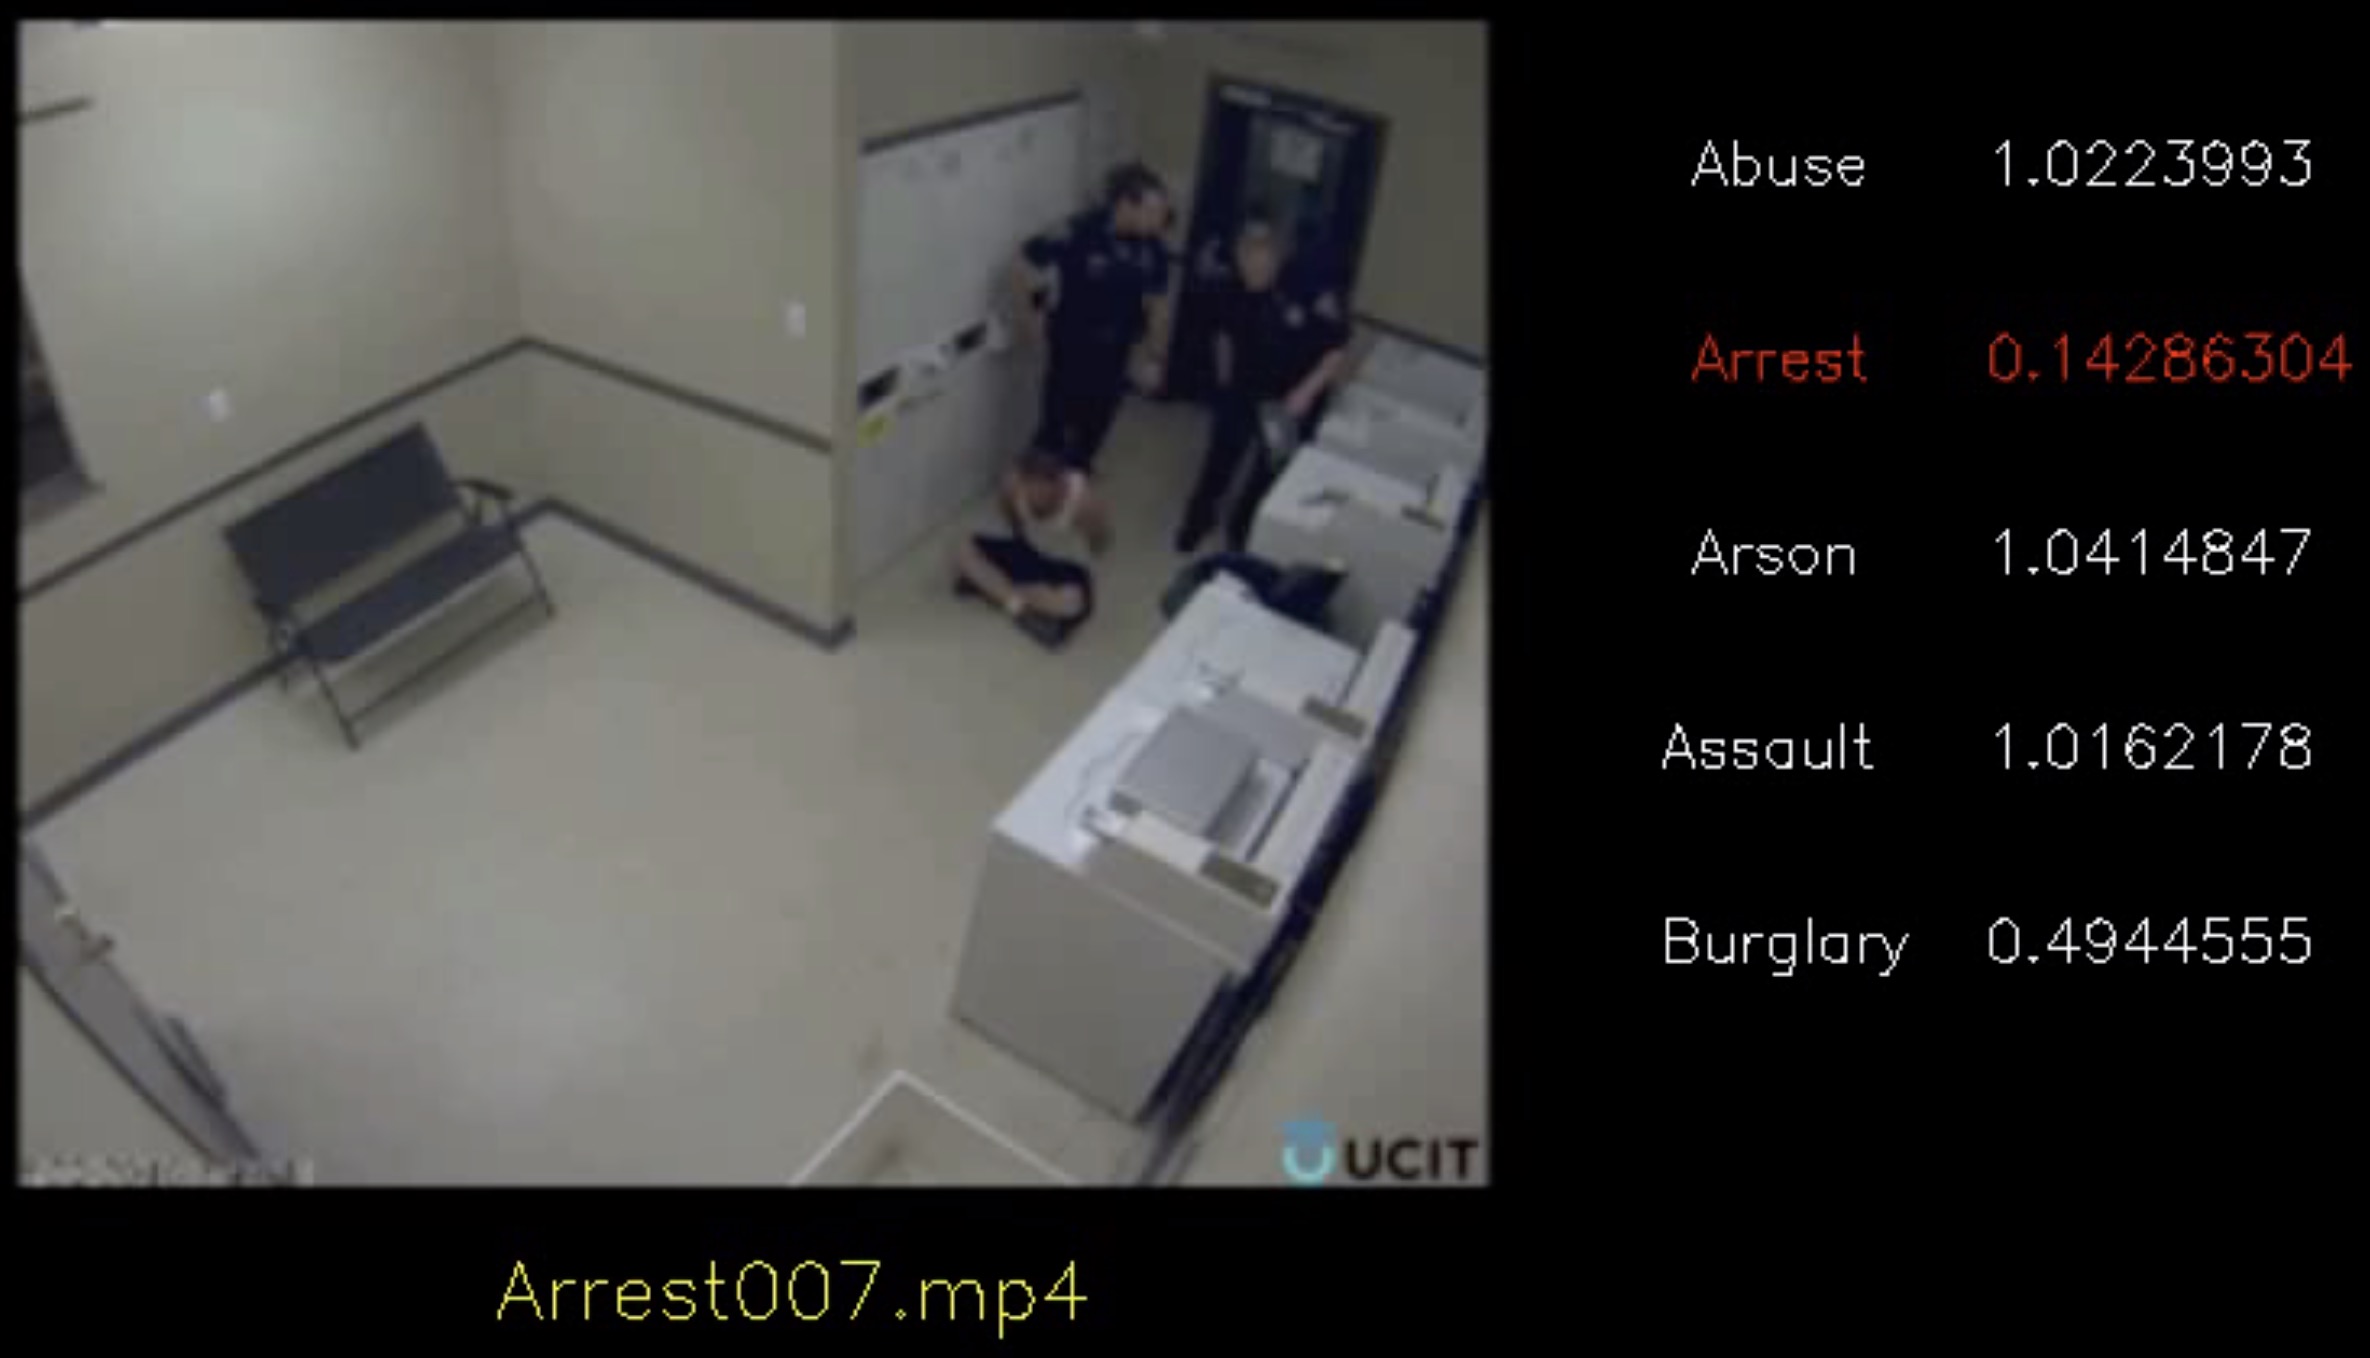 Abuse 1.0223993
Arrest 0.14286304
Arson 1.0414847
Assault 1.0162178
Burglary 0.4944555
UCIT
Arrest007.mp4